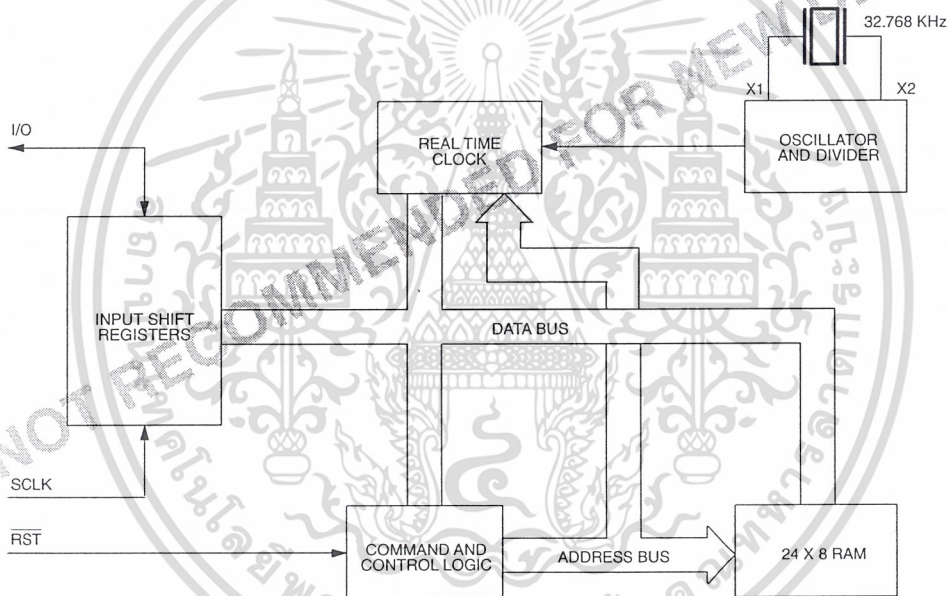 32.768 KHz
X1
X2
I/O
REAL TIME
CLOCK
OSCILLATOR
AND DIVIDER
NOT RECOMMENDED FOR NEW
INPUT SHIFT
REGISTERS
DATA BUS
SCLK
RST
COMMAND AND
CONTROL LOGIC
ADDRESS BUS
24 X 8 RAM